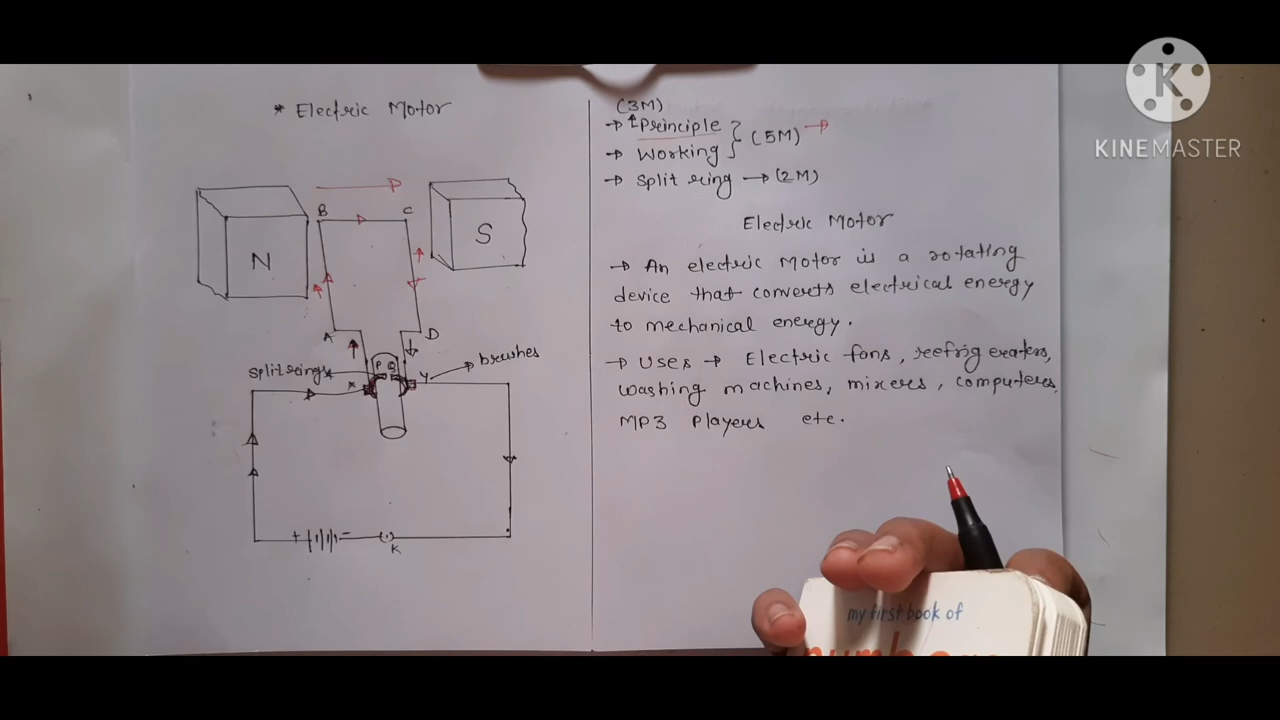 * Electric Motor
B
C
N
S
A
D
P Q
split rings
X
Y
brushes
+
−
K
(3M)
→ Principle
→ Working
} (5M) →
→ split ring → (2M)
Electric Motor
→ An electric Motor is a rotating
device that converts electrical energy
to mechanical energy.
→ Uses → Electric fans, reefrigeraters,
washing machines, mixers, computers,
MP3 Players etc.
my first book of
KINEMASTER
K